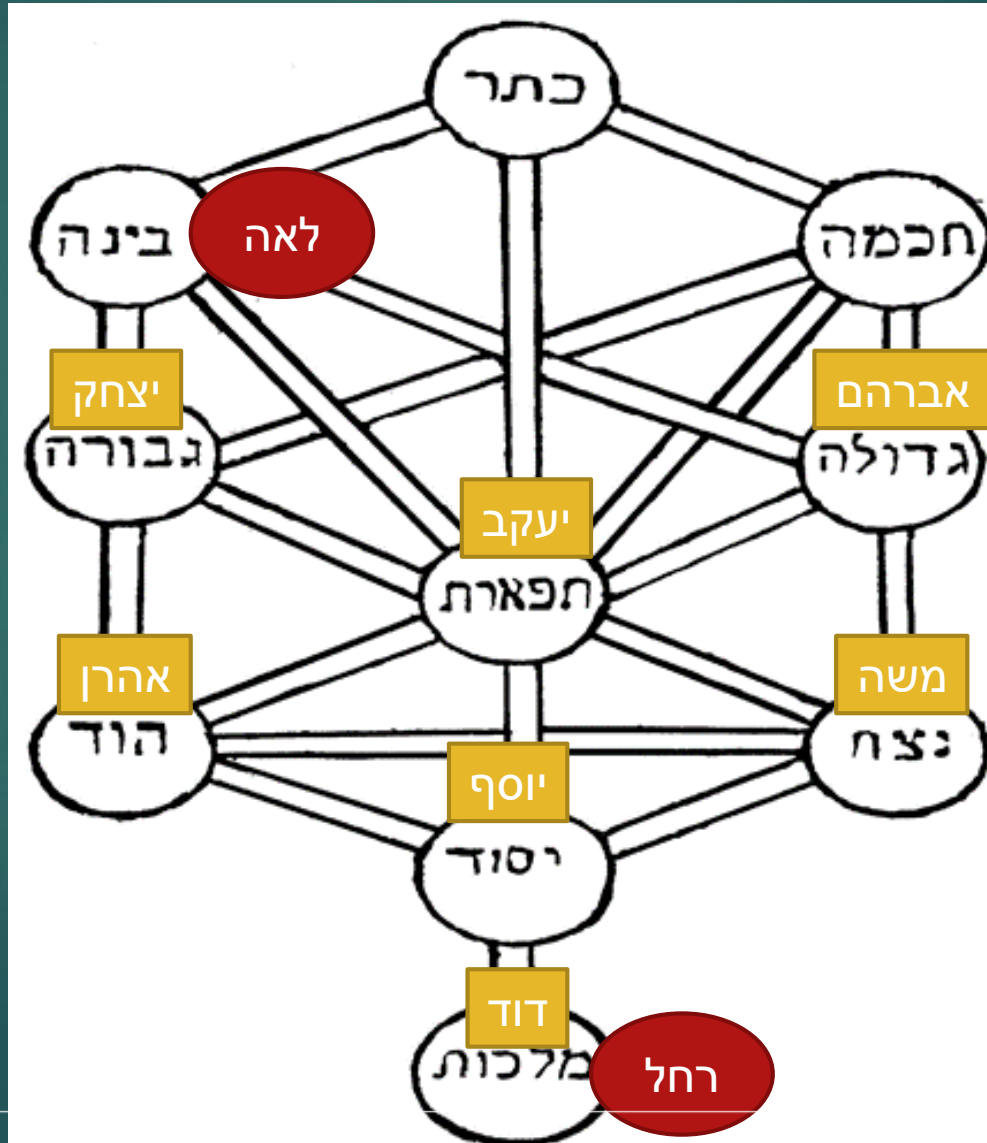 כתר
חכמה
לאה
בינה
אברהם
יצחק
גדולה
גבורה
יעקב
תפארת
משה
אהרן
נצח
הוד
יוסף
יסוד
דוד
רחל
מלכות